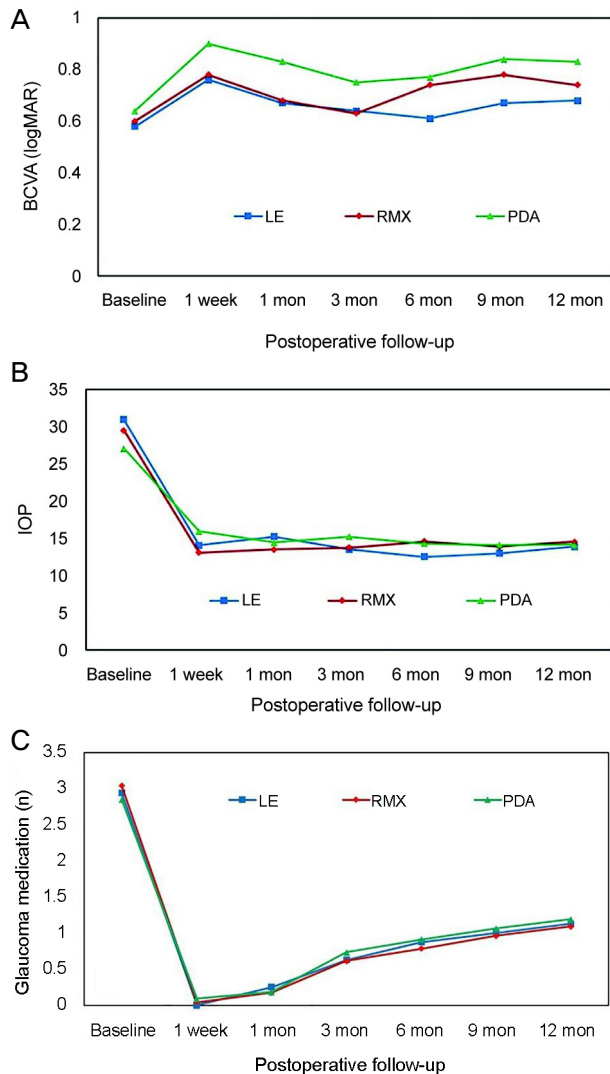 A
1
0.8
0.6
0.4
0.2
0
BCVA (logMAR)
LE RMX PDA
Baseline 1 week 1 mon 3 mon 6 mon 9 mon 12 mon
Postoperative follow-up
B
35
30
25
20
15
10
5
0
IOP
LE RMX PDA
Baseline 1 week 1 mon 3 mon 6 mon 9 mon 12 mon
Postoperative follow-up
C
3.5
3
2.5
2
1.5
1
0.5
0
Glaucoma medication (n)
LE RMX PDA
Baseline 1 week 1 mon 3 mon 6 mon 9 mon 12 mon
Postoperative follow-up